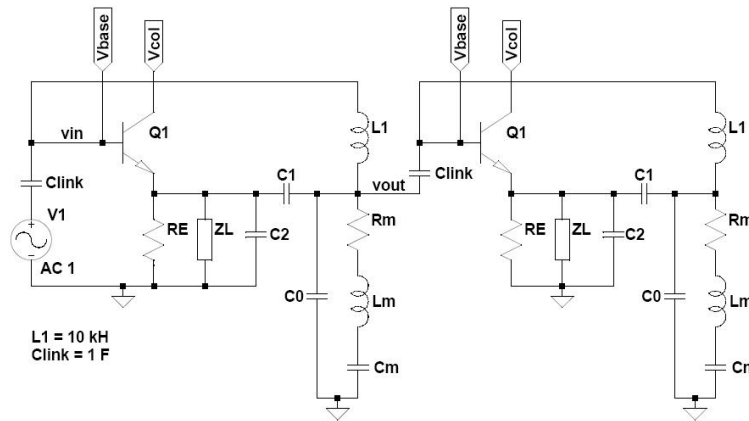 Vbase
Vcol
Vbase
Vcol
vin
Q1
L1
Q1
L1
Clink
C1
vout
Clink
C1
V1
RE
ZL
C2
Rm
RE
ZL
C2
Rm
AC 1
C0
Lm
C0
Lm
L1 = 10 kH
Clink = 1 F
Cm